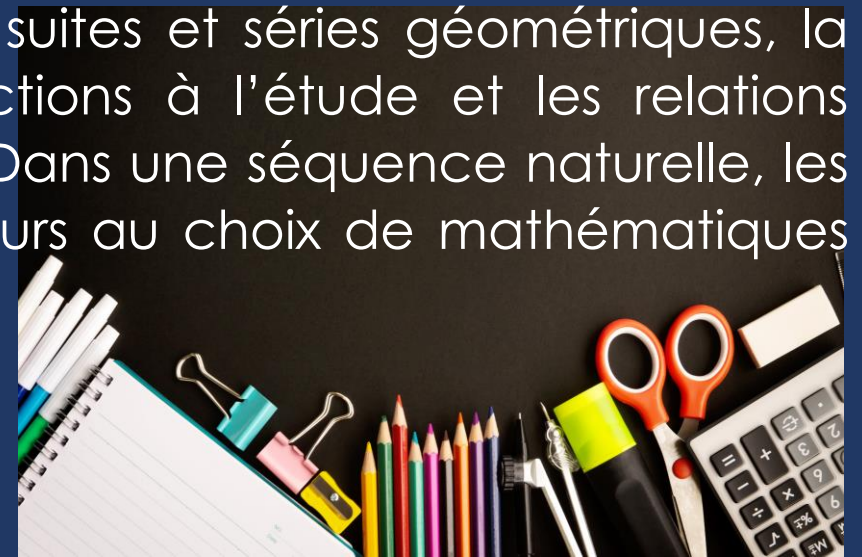 suites et séries géométriques, la
ctions à l’étude et les relations
Dans une séquence naturelle, les
urs au choix de mathématiques